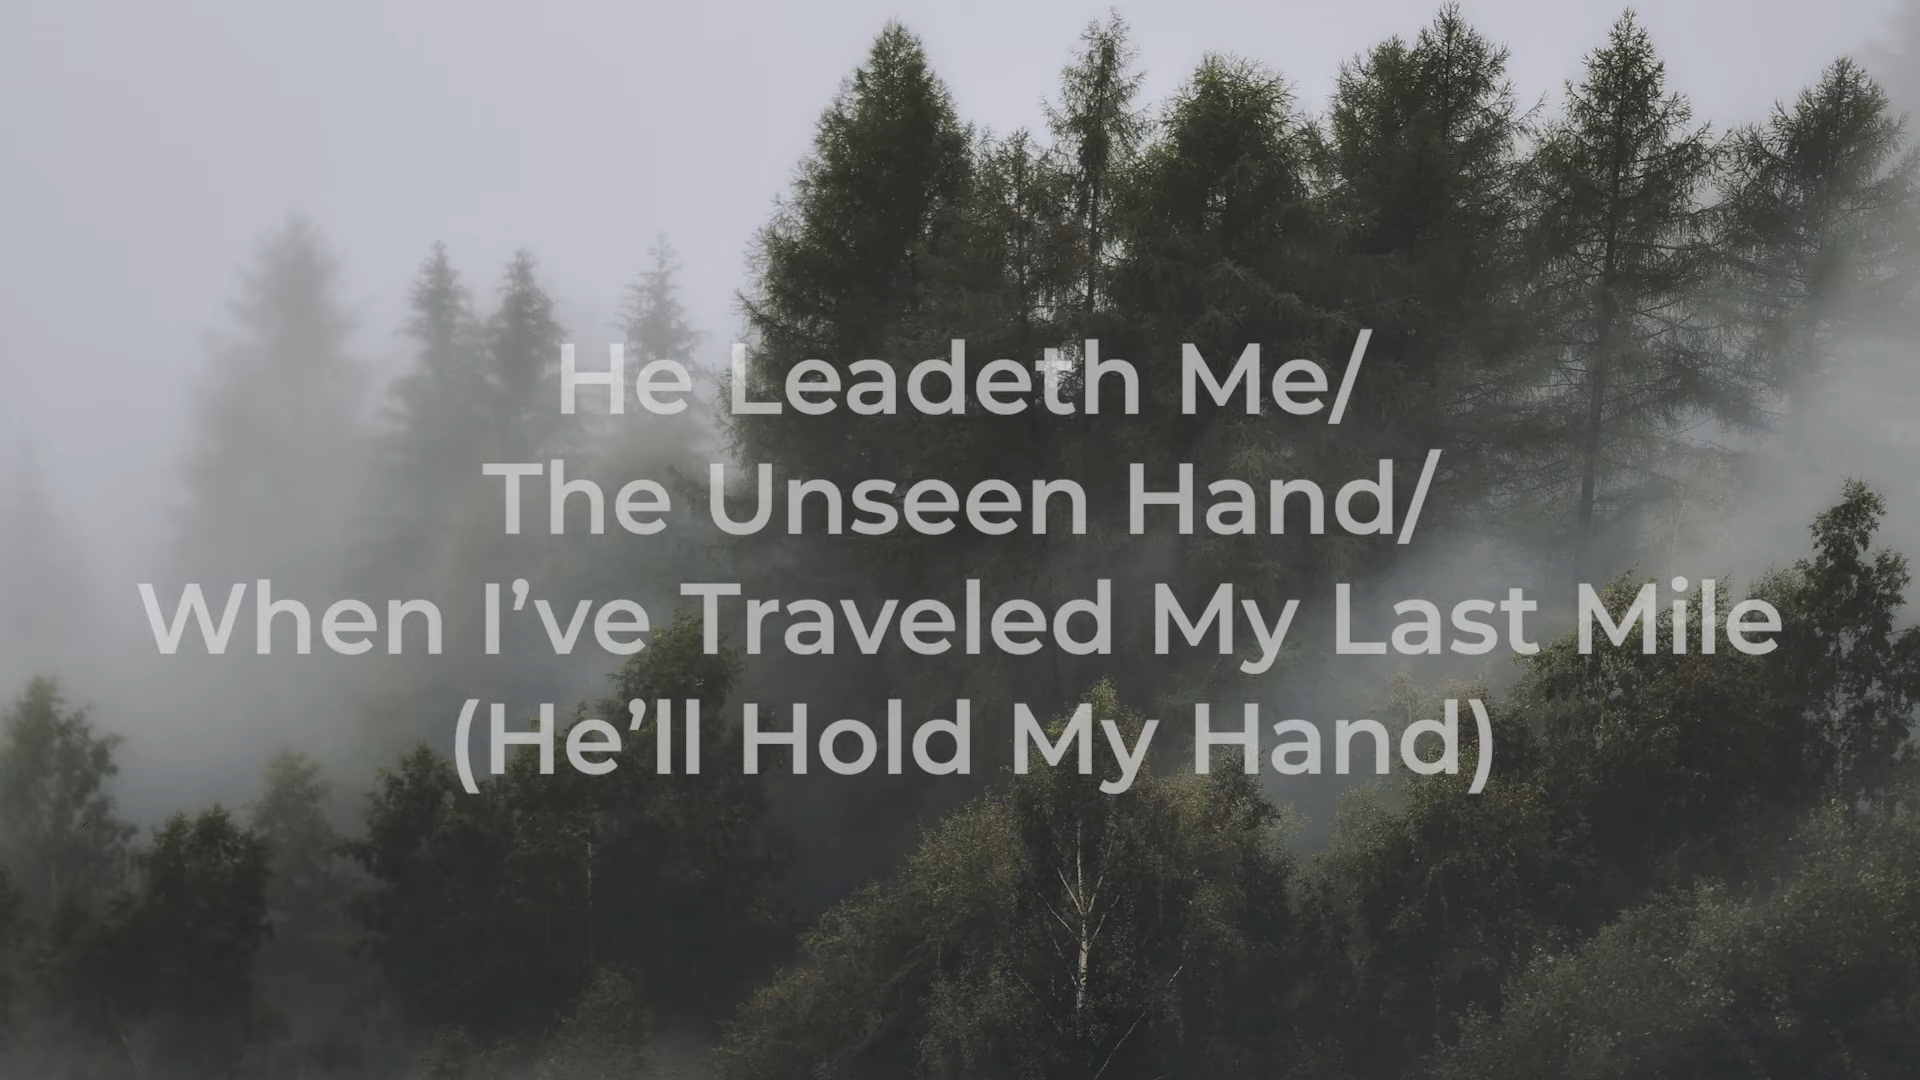 He Leadeth Me/
The Unseen Hand/
When I’ve Traveled My Last Mile
(He’ll Hold My Hand)